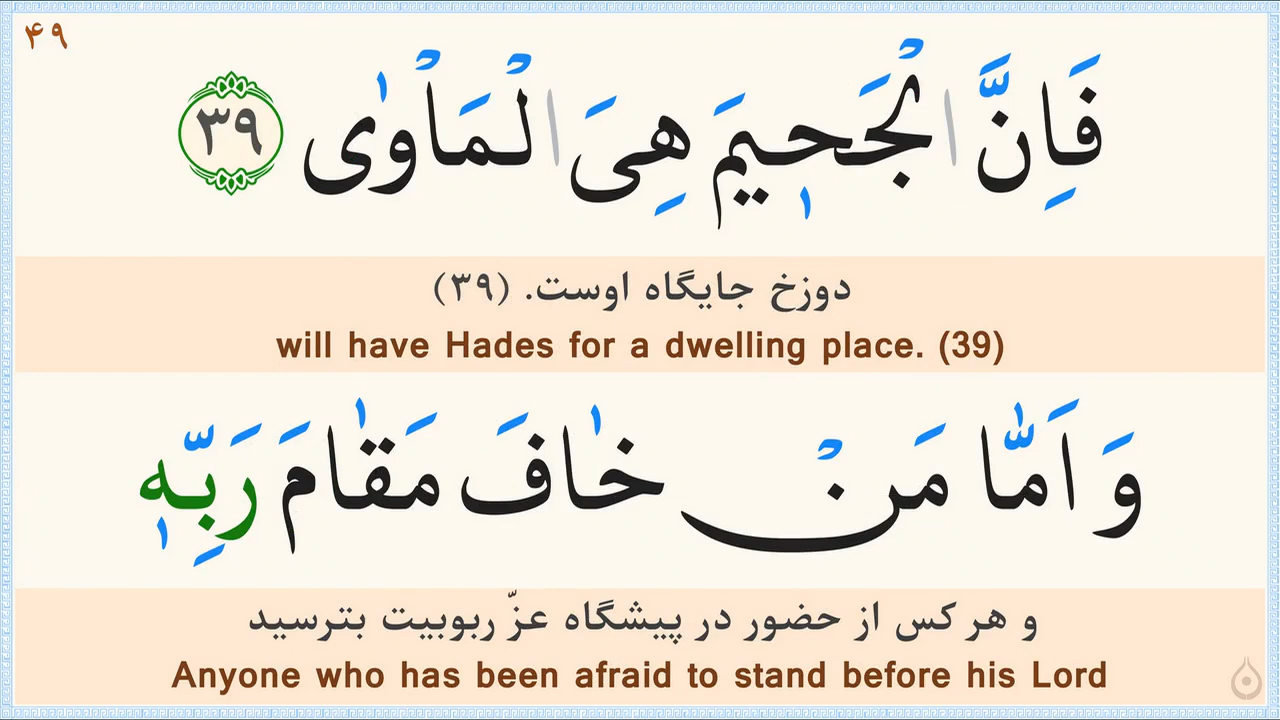 ۴۹
فَاِنَّ الْجَحیمَ هِیَ الْمَاْوٰی ۳۹
دوزخ جایگاه اوست. (۳۹)
will have Hades for a dwelling place. (39)
وَ اَمّٰا مَنْ خٰافَ مَقٰامَ رَبِّهٖ
و هر کس از حضور در پیشگاه عزّ ربوبیت بترسید
Anyone who has been afraid to stand before his Lord